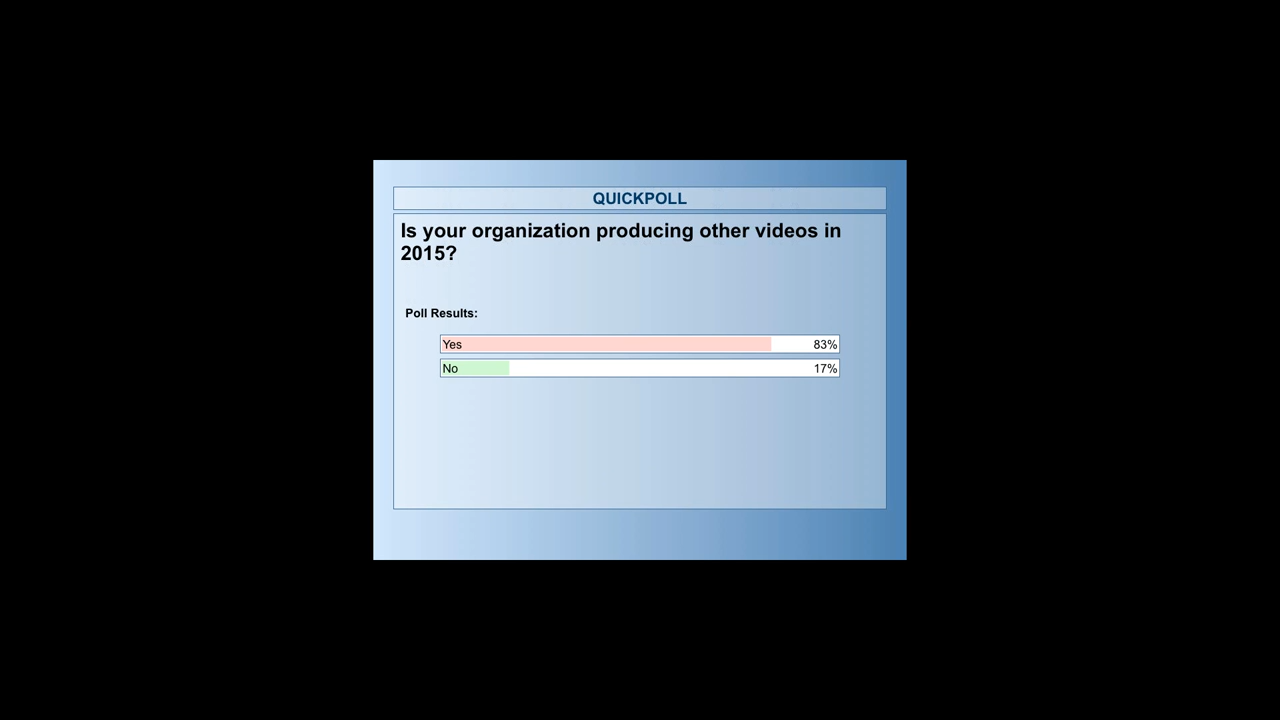 QUICKPOLL
Is your organization producing other videos in
2015?
Poll Results:
Yes 83%
No 17%